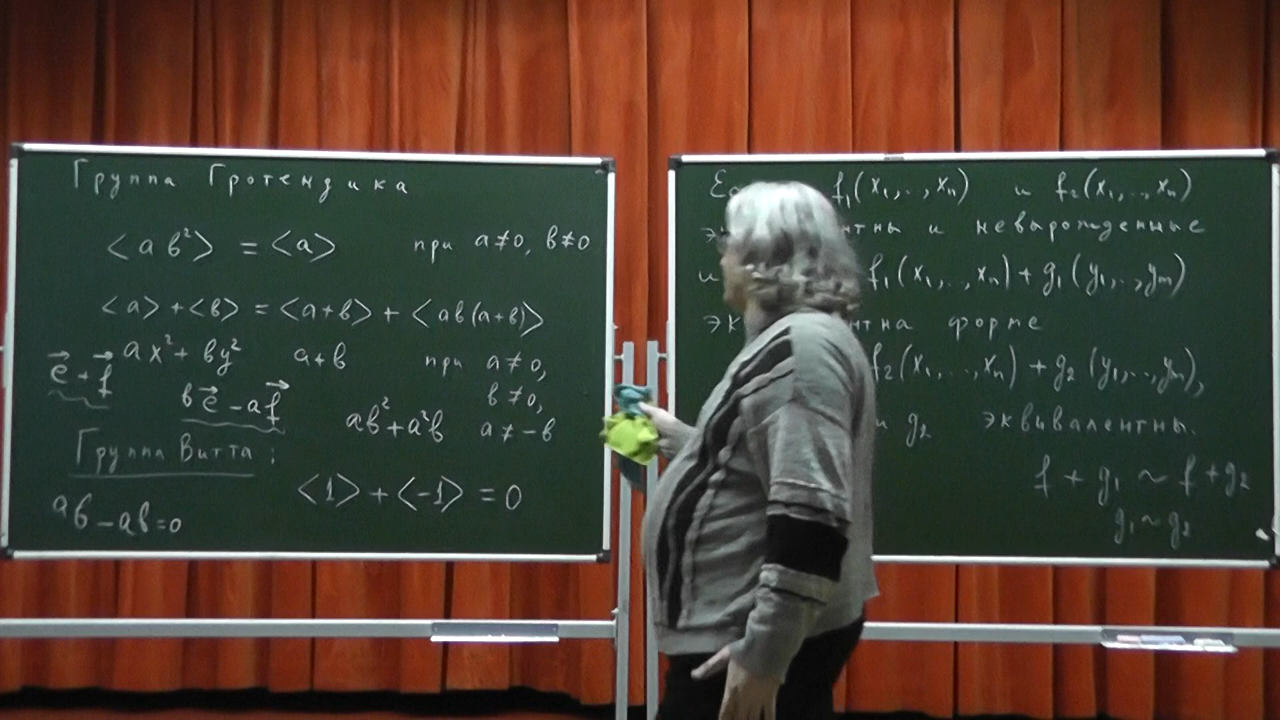 Группа Гротендика
<ab²> = <a> при a≠0, b≠0
<a> + <b> = <a+b> + <ab(a+b)>
ax² + by² a+b при a≠0,
e⃗ + f⃗
be⃗ - af⃗ b≠0,
ab² + a²b a≠-b
Группа Витта:
<1> + <-1> = 0
ab - ab = 0
f₁(x₁,..,xₙ) и f₂(x₁,..,xₙ)
и неварожденные
f₁(x₁,..,xₙ) + g₁(y₁,..,yₘ)
форме
f₂(x₁,..,xₙ) + g₂(y₁,..,yₘ),
g₂ эквивалентны.
f + g₁ ~ f + g₂
g₁ ~ g₂